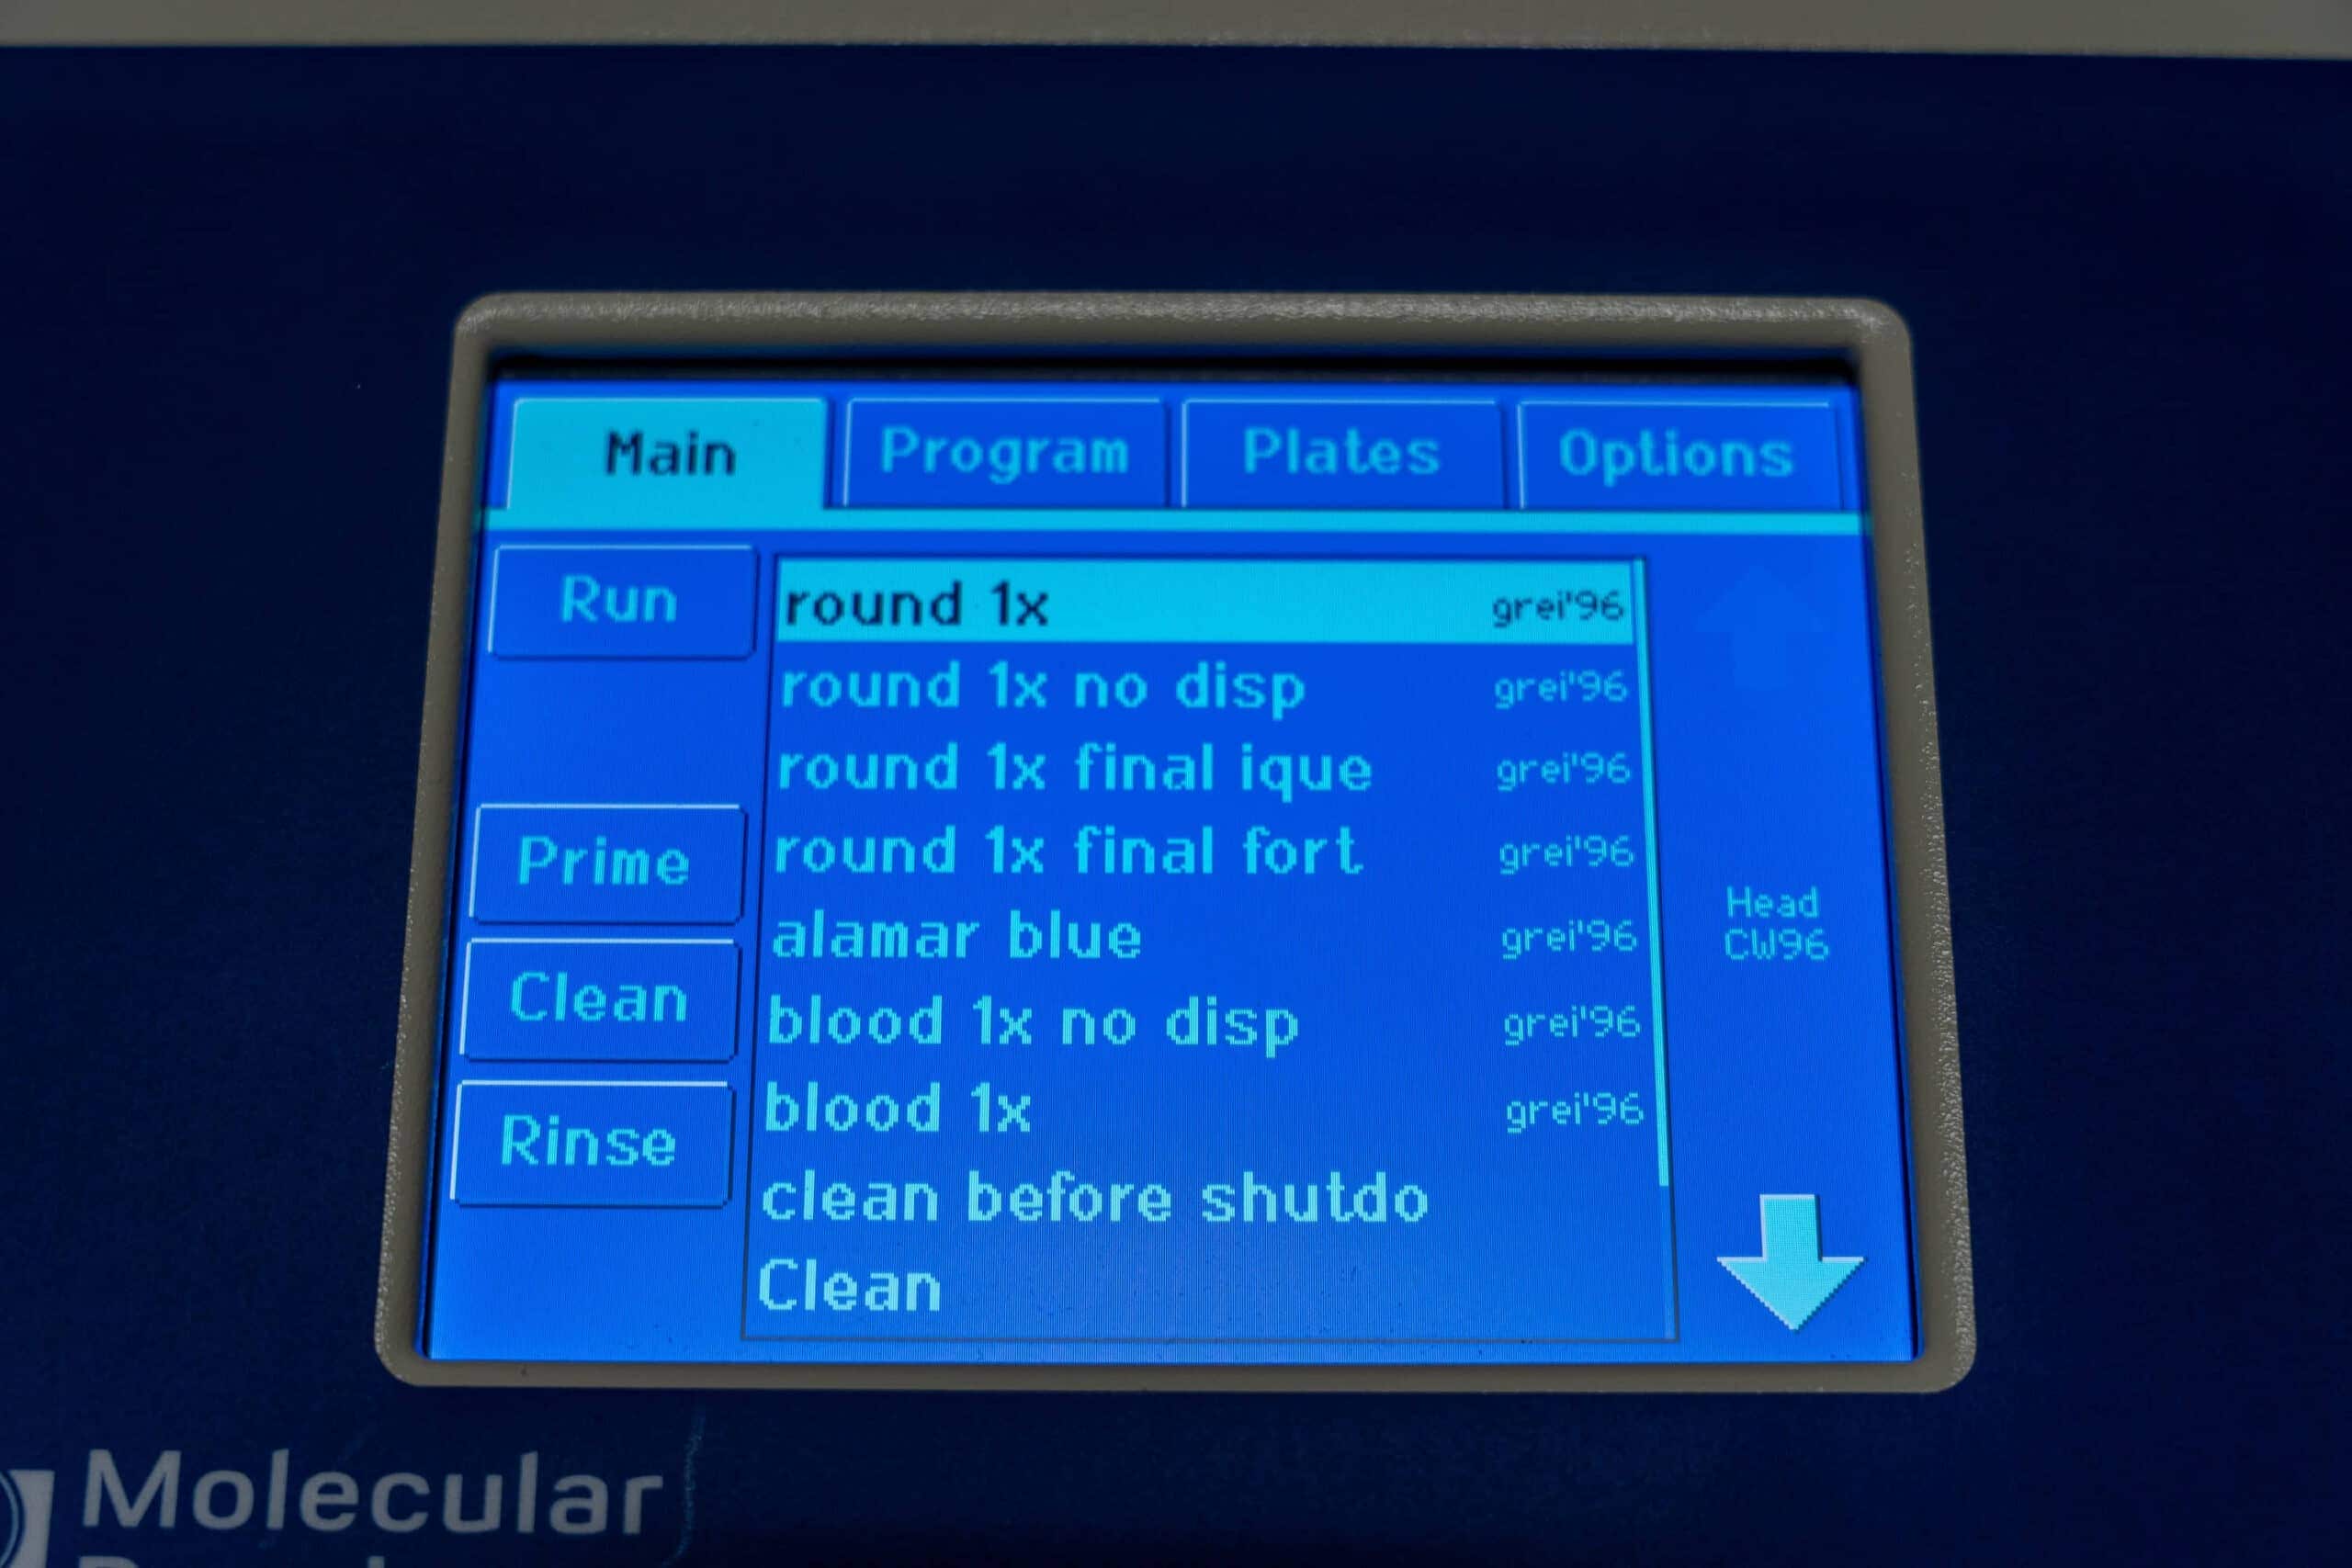 Main Program Plates Options
Run
Prime
Clean
Rinse
round 1x grei'96
round 1x no disp grei'96
round 1x final ique grei'96
round 1x final fort grei'96
alamar blue grei'96
blood 1x no disp grei'96
blood 1x grei'96
clean before shutdo
Clean
Head
CW96
Molecular